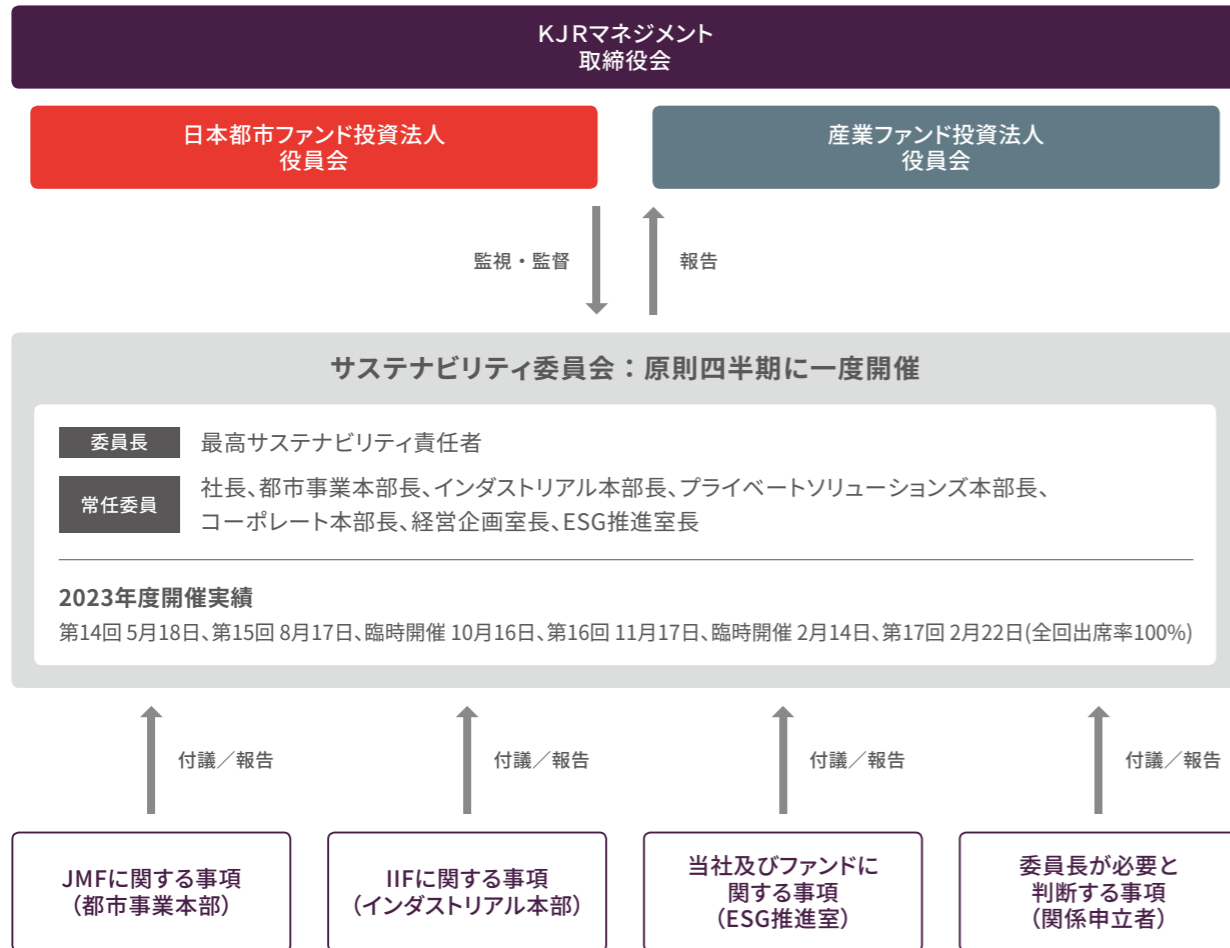 KJRマネジメント
取締役会
日本都市ファンド投資法人
役員会
産業ファンド投資法人
役員会
監視・監督
報告
サステナビリティ委員会：原則四半期に一度開催
委員長
最高サステナビリティ責任者
常任委員
社長、都市事業本部長、インダストリアル本部長、プライベートソリューションズ本部長、
コーポレート本部長、経営企画室長、ESG推進室長
2023年度開催実績
第14回 5月18日、第15回 8月17日、臨時開催 10月16日、第16回 11月17日、臨時開催 2月14日、第17回 2月22日(全回出席率100%)
付議／報告
付議／報告
付議／報告
付議／報告
JMFに関する事項
（都市事業本部）
IIFに関する事項
（インダストリアル本部）
当社及びファンドに
関する事項
（ESG推進室）
委員長が必要と
判断する事項
（関係申立者）